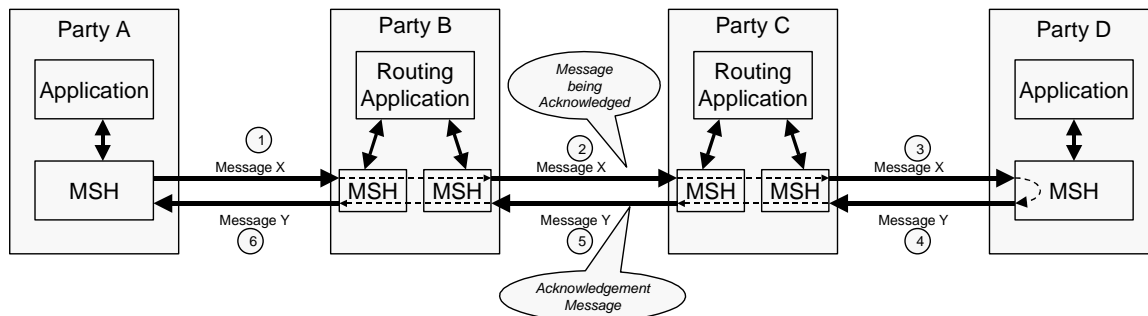 Party A
Party B
Party C
Party D
Application
Routing
Application
Message
being
Acknowledged
Routing
Application
Application
1
2
3
Message X
Message X
Message X
MSH
MSH
MSH
MSH
MSH
MSH
Message Y
Message Y
Message Y
6
5
4
Acknowledgement
Message